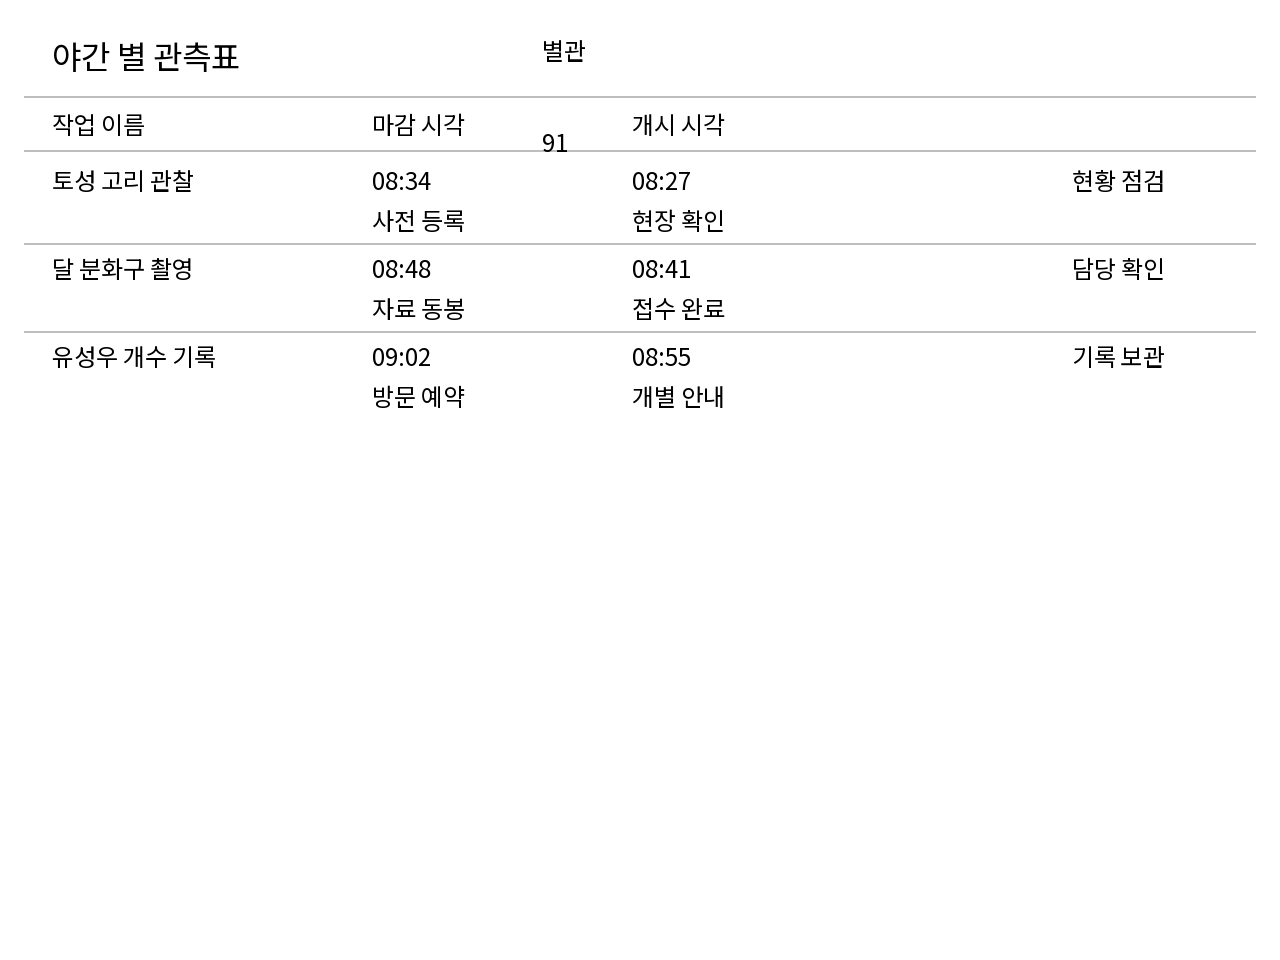 야간 별 관측표
별관
작업 이름 마감 시각 개시 시각
91
토성 고리 관찰 08:34 08:27 현황 점검
사전 등록 현장 확인
달 분화구 촬영 08:48 08:41 담당 확인
자료 동봉 접수 완료
유성우 개수 기록 09:02 08:55 기록 보관
방문 예약 개별 안내